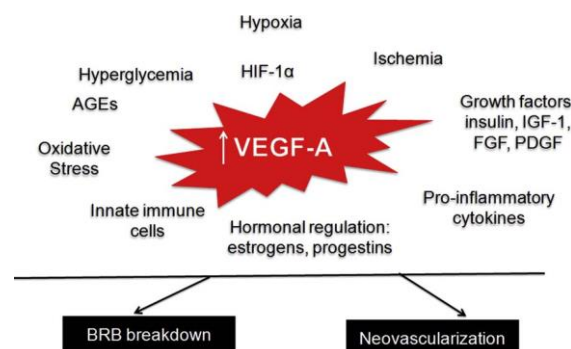 Hypoxia
Ischemia
Hyperglycemia
AGEs
HIF-1α
Growth factors
insulin, IGF-1,
FGF, PDGF
↑ VEGF-A
Oxidative
Stress
Innate immune
cells
Hormonal regulation:
estrogens, progestins
Pro-inflammatory
cytokines
BRB breakdown
Neovascularization